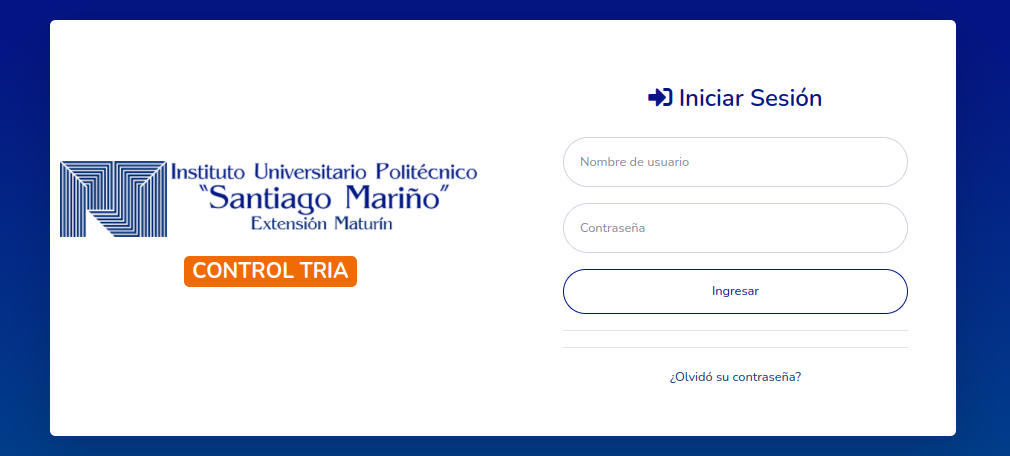 Instituto Universitario Politécnico
"Santiago Mariño"
Extensión Maturín
CONTROL TRIA
Iniciar Sesión
Nombre de usuario
Contraseña
Ingresar
¿Olvidó su contraseña?